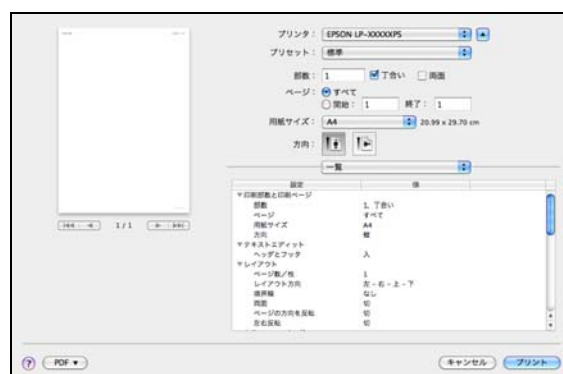 プリンタ： EPSON LP-XXXXXPS
プリセット： 標準
部数： 1 丁合い 両面
ページ： すべて
開始： 1 終了： 1
用紙サイズ： A4 20.99 x 29.70 cm
方向：
一覧
設定 値
▼印刷部数と印刷ページ
部数 1, 丁合い
ページ すべて
用紙サイズ A4
方向 縦
▼テキストエディット
ヘッダとフッタ 入
▼レイアウト
ページ数/枚 1
レイアウト方向 左 - 右 - 上 - 下
境界線 なし
両面 切
ページの方向を反転 切
左右反転 切
1 / 1
? PDF ▼ キャンセル プリント